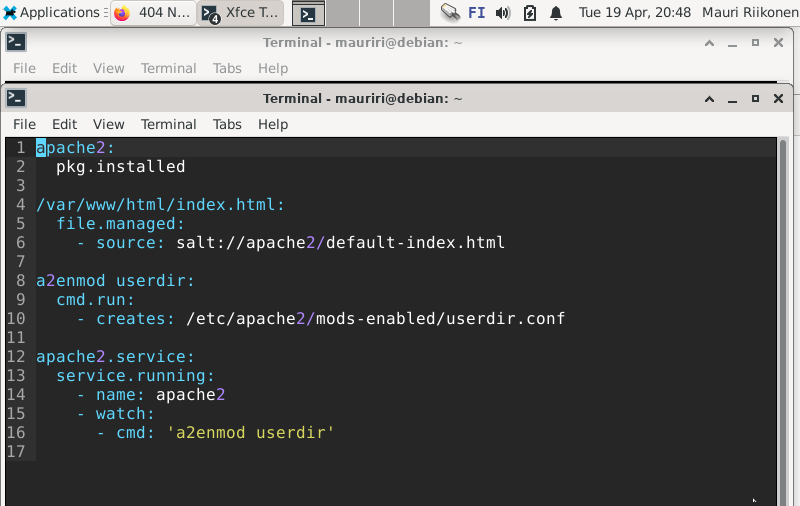 Applications 404 N... 4 Xfce T... FI Tue 19 Apr, 20:48 Mauri Riikonen
Terminal - mauriri@debian: ~
File Edit View Terminal Tabs Help
Terminal - mauriri@debian: ~
File Edit View Terminal Tabs Help
1 apache2:
2   pkg.installed
3
4 /var/www/html/index.html:
5   file.managed:
6     - source: salt://apache2/default-index.html
7
8 a2enmod userdir:
9   cmd.run:
10     - creates: /etc/apache2/mods-enabled/userdir.conf
11
12 apache2.service:
13   service.running:
14     - name: apache2
15     - watch:
16       - cmd: 'a2enmod userdir'
17